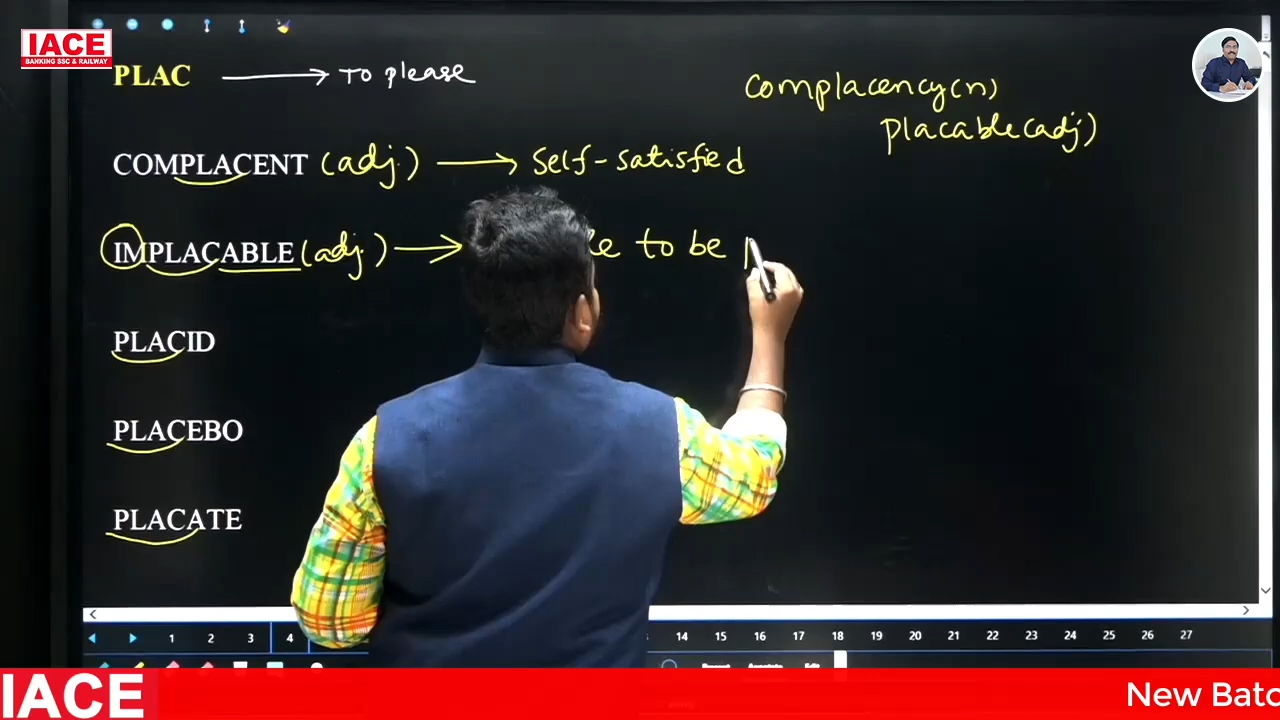 IACE
BANKING SSC & RAILWAY
PLAC → To please
complacency(n)
placable(adj)
COMPLACENT (adj.) → Self-satisfied
IMPLACABLE (adj.) → to be
PLACID
PLACEBO
PLACATE
1 2 3 4 14 15 16 17 18 19 20 21 22 23 24 25 26 27
IACE
New Batc